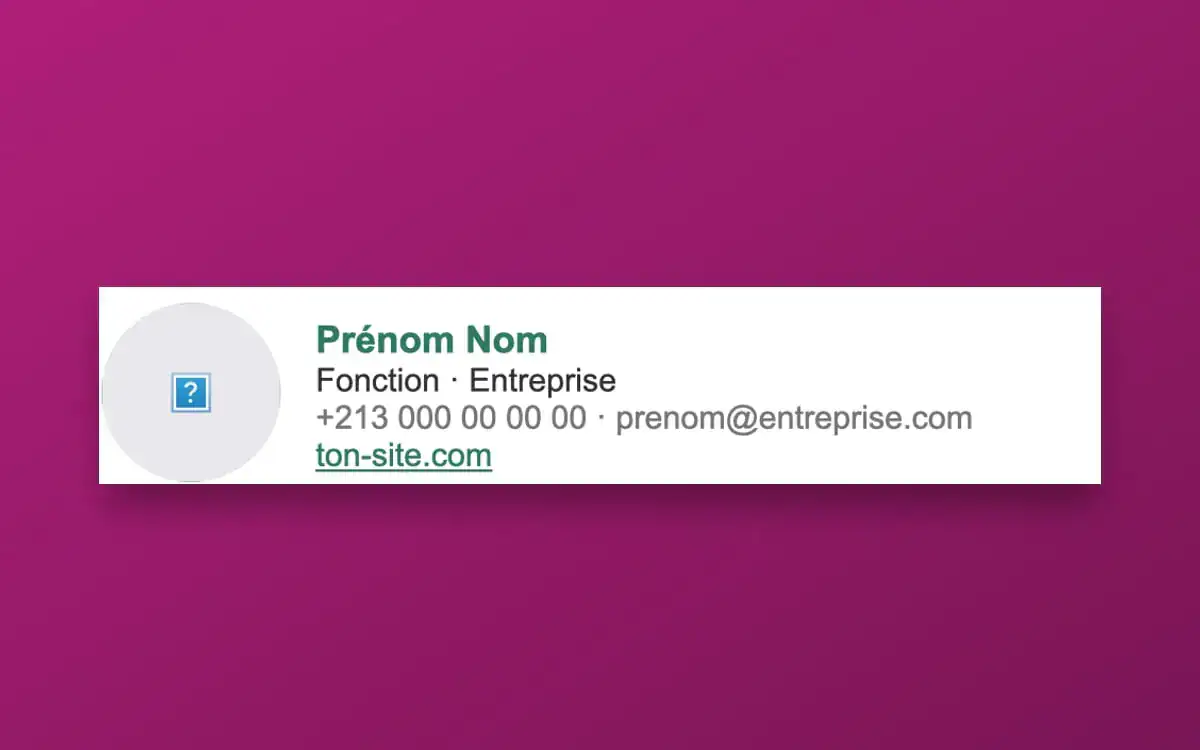 ?
Prénom Nom
Fonction · Entreprise
+213 000 00 00 00 · prenom@entreprise.com
ton-site.com